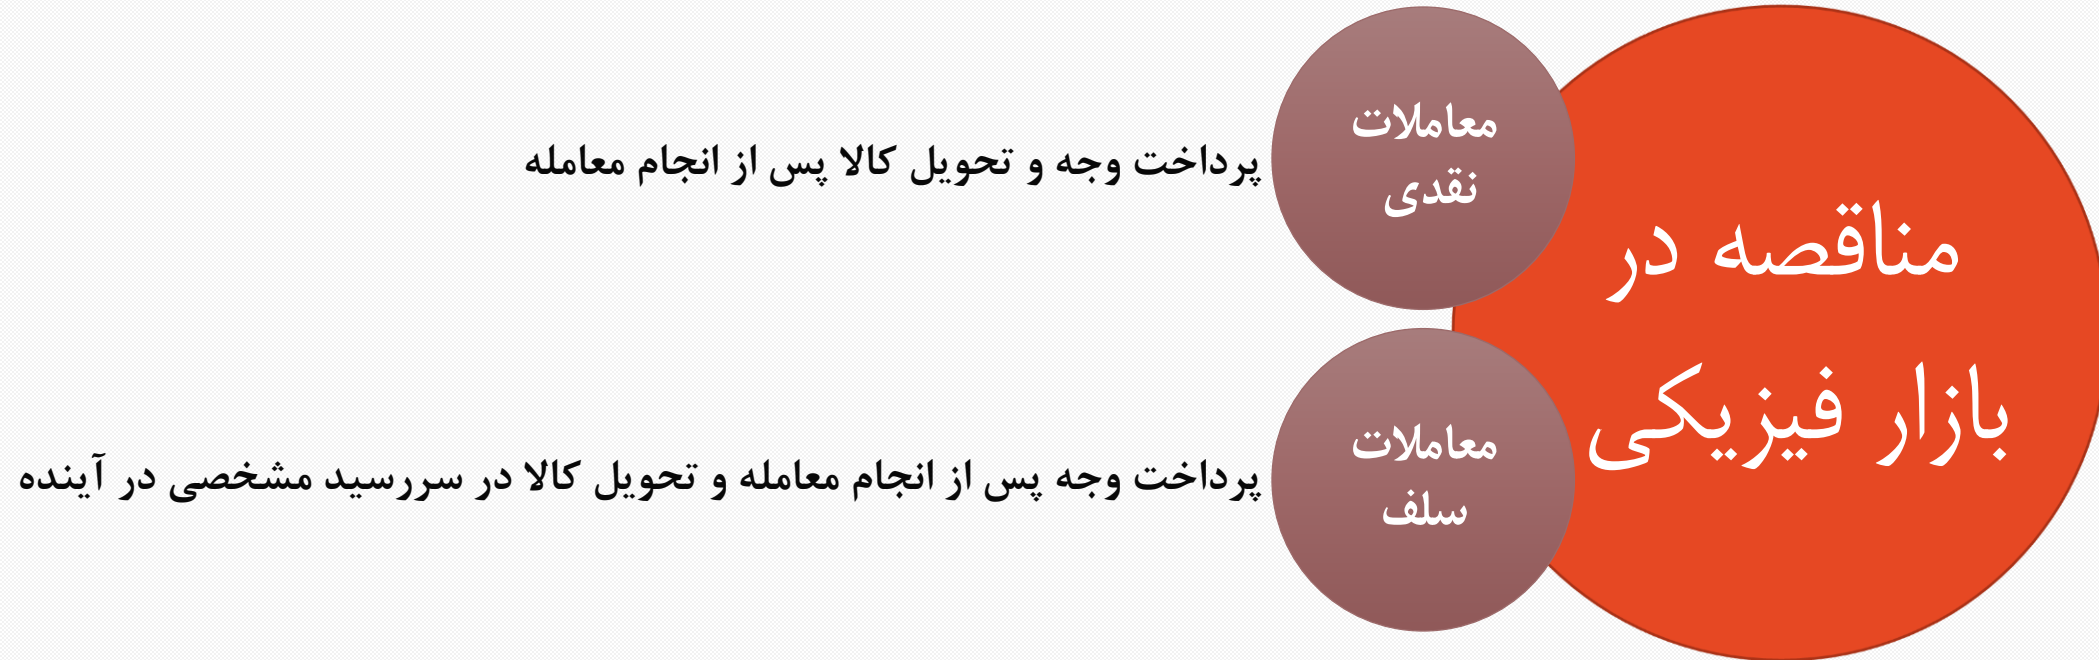 مناقصه در
بازار فیزیکی
معاملات
نقدی
پرداخت وجه و تحویل کالا پس از انجام معامله
معاملات
سلف
پرداخت وجه پس از انجام معامله و تحویل کالا در سررسید مشخصی در آینده